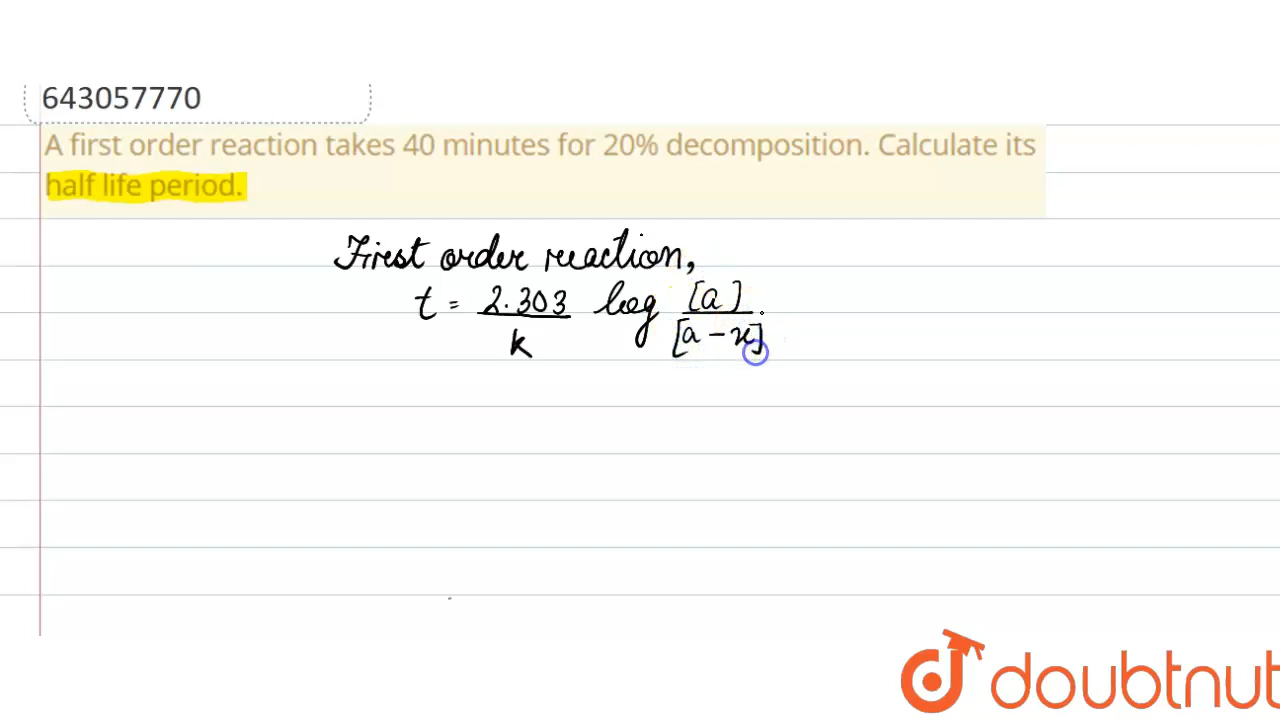 643057770
A first order reaction takes 40 minutes for 20% decomposition. Calculate its
half life period.
First order reaction,
t = 2.303/k log [a]/[a-x]
doubtnut